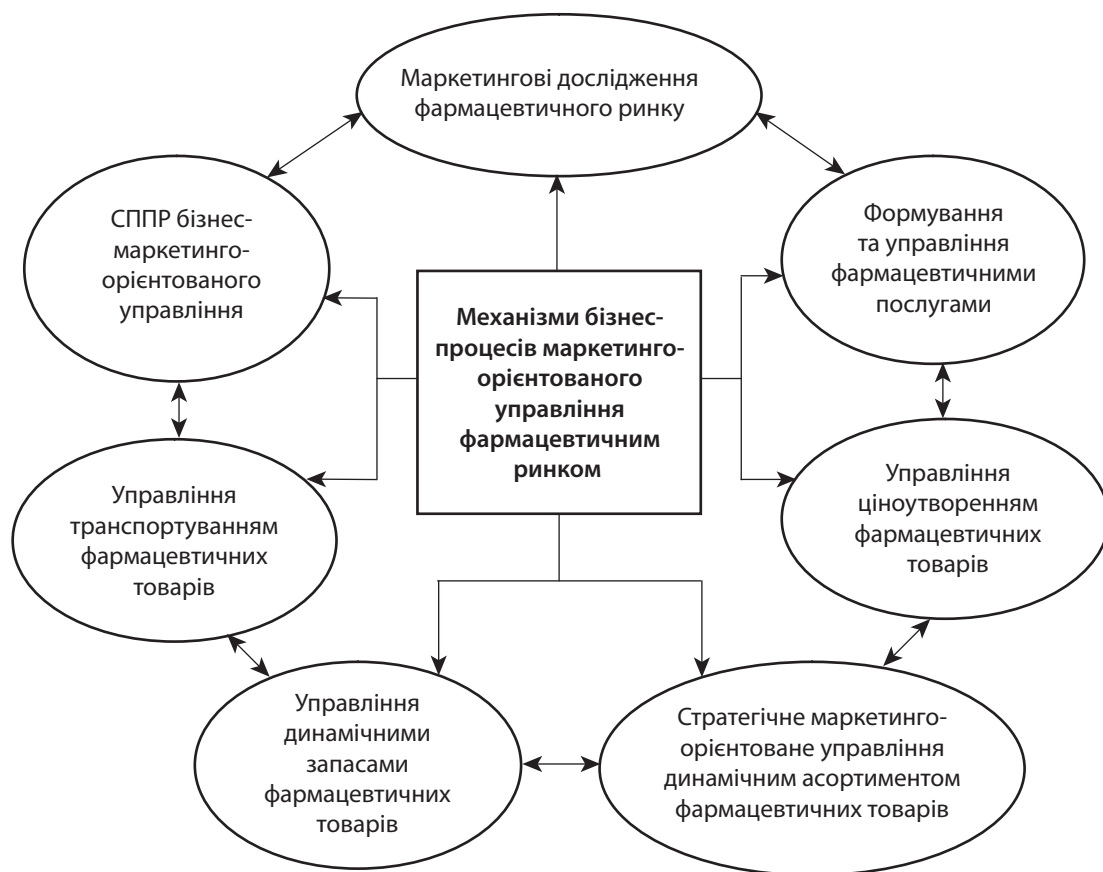 Маркетингові дослідження
фармацевтичного ринку
СППР бізнес-
маркетинго-
орієнтованого
управління
Формування
та управління
фармацевтичними
послугами
Механізми бізнес-
процесів маркетинго-
орієнтованого
управління
фармацевтичним
ринком
Управління
транспортуванням
фармацевтичних
товарів
Управління
ціноутворенням
фармацевтичних
товарів
Управління
динамічними
запасами
фармацевтичних
товарів
Стратегічне маркетинго-
орієнтоване управління
динамічним асортиментом
фармацевтичних товарів